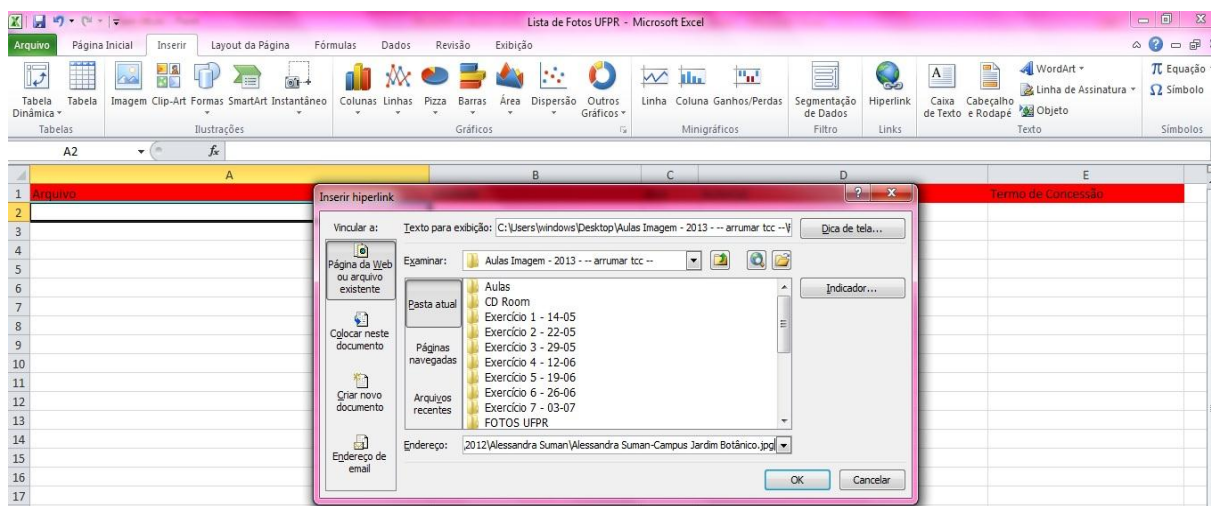 Lista de Fotos UFPR - Microsoft Excel
Arquivo Página Inicial Inserir Layout da Página Fórmulas Dados Revisão Exibição
Tabela Dinâmica Tabela Imagem Clip-Art Formas SmartArt Instantâneo Colunas Linhas Pizza Barras Área Dispersão Outros Gráficos Linha Coluna Ganhos/Perdas Segmentação de Dados Hiperlink Caixa de Texto Cabeçalho e Rodapé WordArt Equação
Linha de Assinatura Símbolo
Objeto
Tabelas Ilustrações Gráficos Minigráficos Filtro Links Texto Símbolos
A2 fx
A B C D E
1 Arquivo Termo de Concessão
2
3
4
5
6
7
8
9
10
11
12
13
14
15
16
17
Inserir hiperlink
Vincular a:
Texto para exibição: C:\Users\windows\Desktop\Aulas Imagem - 2013 - -- arrumar tcc --\F
Dica de tela...
Página da Web ou arquivo existente
Colocar neste documento
Criar novo documento
Endereço de email
Examinar: Aulas Imagem - 2013 - -- arrumar tcc --
Indicador...
Pasta atual
Páginas navegadas
Arquivos recentes
Aulas
CD Room
Exercício 1 - 14-05
Exercício 2 - 22-05
Exercício 3 - 29-05
Exercício 4 - 12-06
Exercício 5 - 19-06
Exercício 6 - 26-06
Exercício 7 - 03-07
FOTOS UFPR
Endereço: 2012\Alessandra Suman\Alessandra Suman-Campus Jardim Botânico.jpg
OK Cancelar